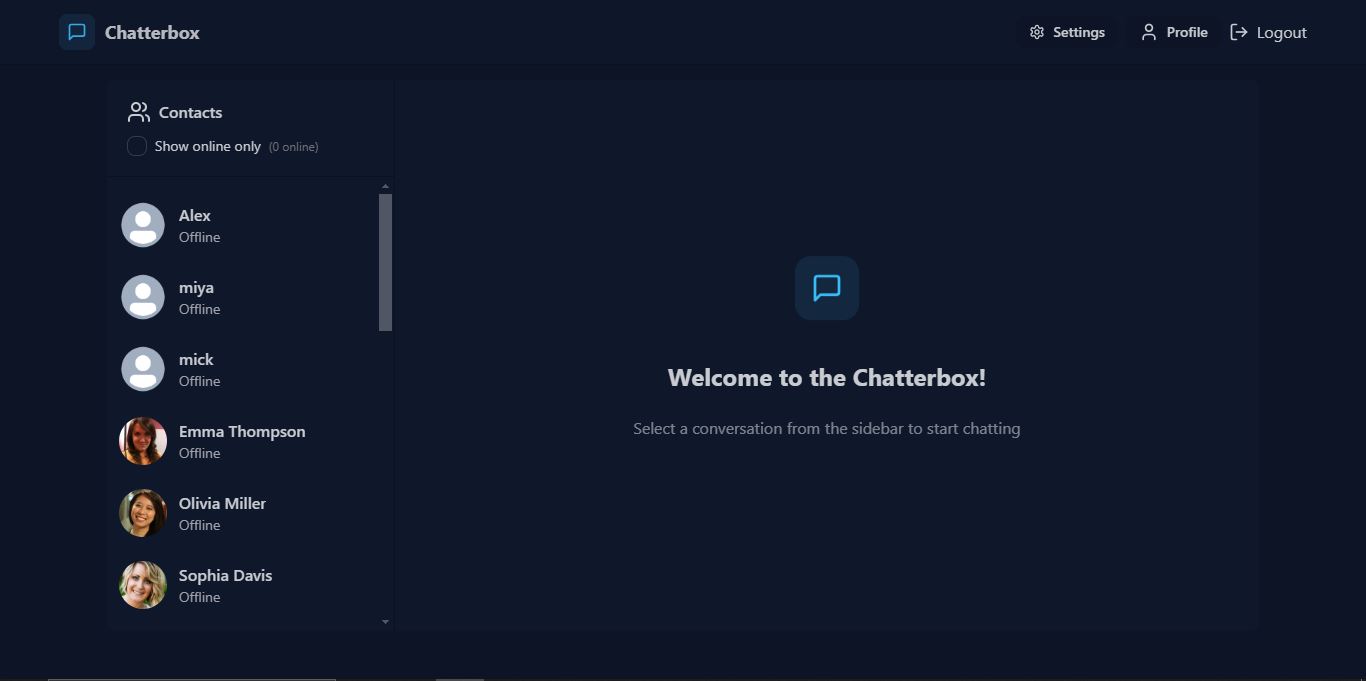 Chatterbox
Settings
Profile
Logout
Contacts
Show online only (0 online)
Alex
Offline
miya
Offline
mick
Offline
Emma Thompson
Offline
Olivia Miller
Offline
Sophia Davis
Offline
Welcome to the Chatterbox!
Select a conversation from the sidebar to start chatting